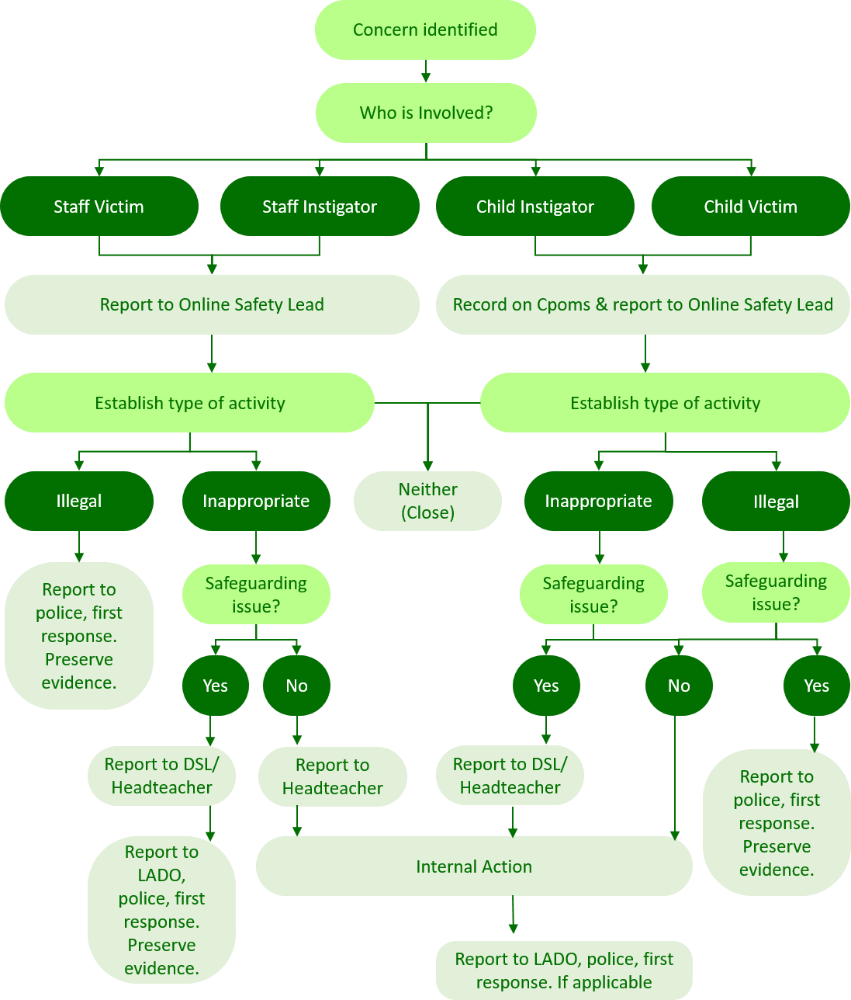 Concern identified
Who is Involved?
Staff Victim
Staff Instigator
Child Instigator
Child Victim
Report to Online Safety Lead
Record on Cpoms & report to Online Safety Lead
Establish type of activity
Establish type of activity
Illegal
Inappropriate
Neither
(Close)
Inappropriate
Illegal
Report to
police, first
response.
Preserve
evidence.
Safeguarding
issue?
Safeguarding
issue?
Safeguarding
issue?
Yes
No
Yes
No
Yes
Report to DSL/
Headteacher
Report to
Headteacher
Report to DSL/
Headteacher
Report to
police, first
response.
Preserve
evidence.
Report to
LADO,
police, first
response.
Preserve
evidence.
Internal Action
Report to LADO, police, first
response. If applicable